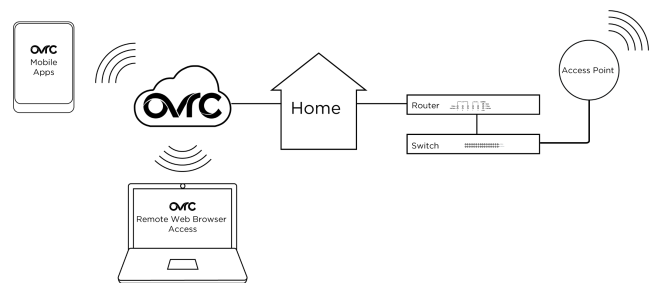 OvrC
Mobile
Apps
OvrC
Home
Router
Switch
Access Point
OvrC
Remote Web Browser
Access